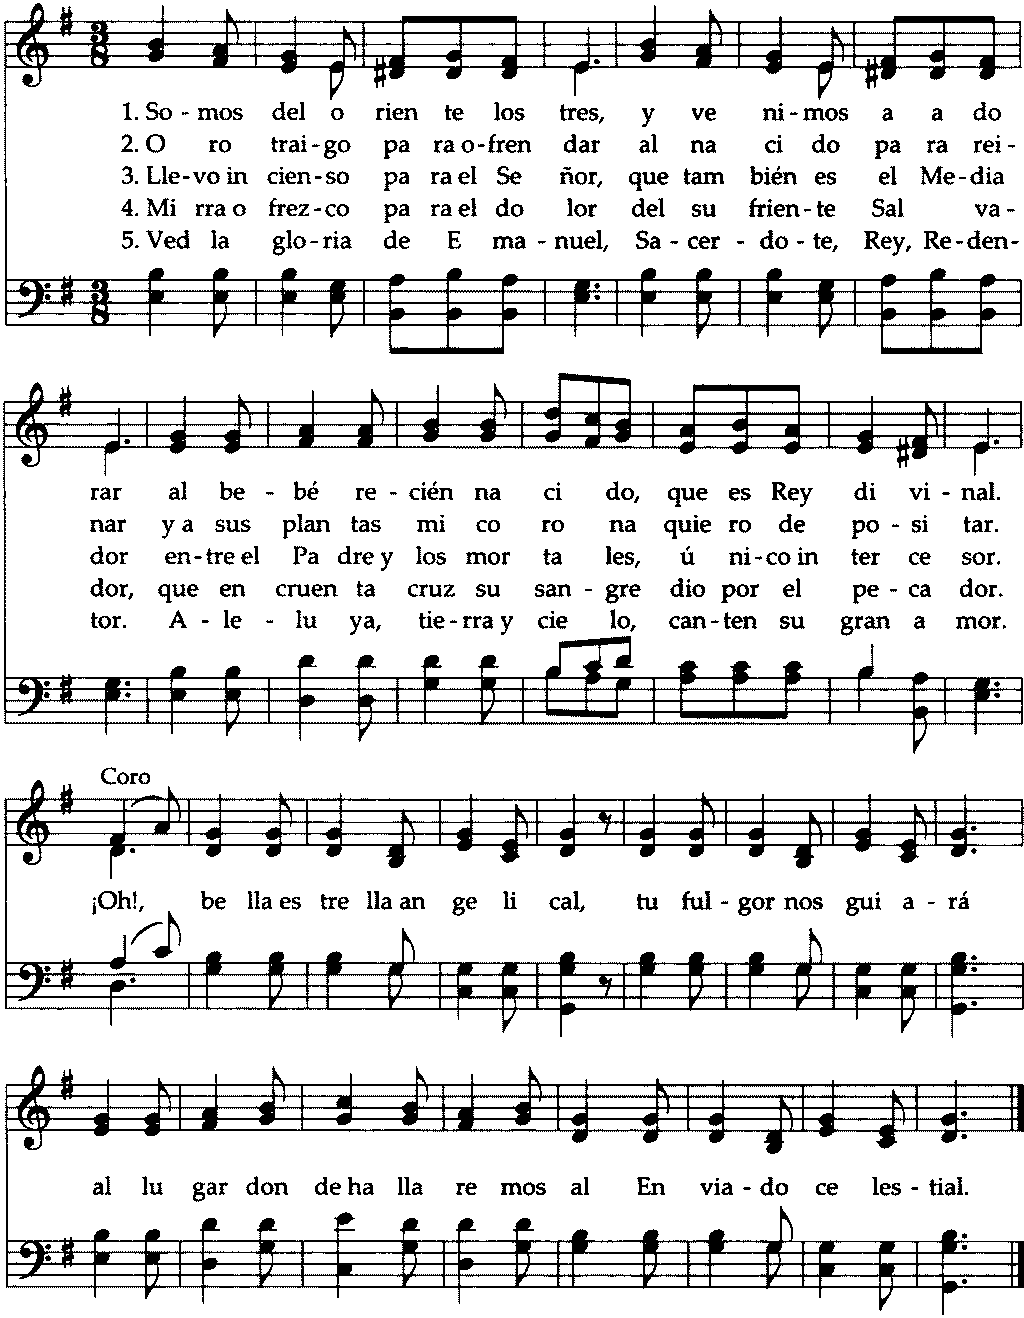 1. So - mos del o rien te los tres, y ve ni - mos a a do
2. O ro trai - go pa ra o - fren dar al na ci do pa ra rei -
3. Lle - vo in cien - so pa ra el Se ñor, que tam bién es el Me - dia
4. Mi rra o frez - co pa ra el do lor del su frien - te Sal va -
5. Ved la glo - ria de E ma - nuel, Sa - cer - do - te, Rey, Re - den -
rar al be - bé re - cién na ci do, que es Rey di vi - nal.
nar y a sus plan tas mi co ro na quie ro de po - si tar.
dor en - tre el Pa dre y los mor ta les, ú ni - co in ter ce sor.
dor, que en cruen ta cruz su san - gre dio por el pe - ca dor.
tor. A - le - lu ya, tie - rra y cie lo, can - ten su gran a mor.
Coro
¡Oh!, be lla es tre lla an ge li cal, tu ful - gor nos gui a - rá
al lu gar don de ha lla re mos al En via - do ce les - tial.